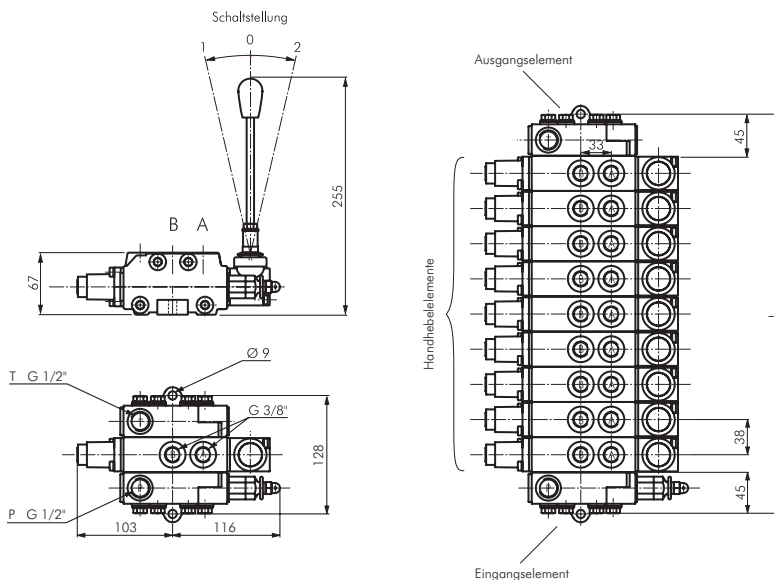 Schaltstellung
1 0 2
B A
255
67
Ø 9
T G 1/2"
G 3/8"
128
P G 1/2"
103 116
Ausgangselement
45
33
Handhebelelemente
38
45
Eingangselement